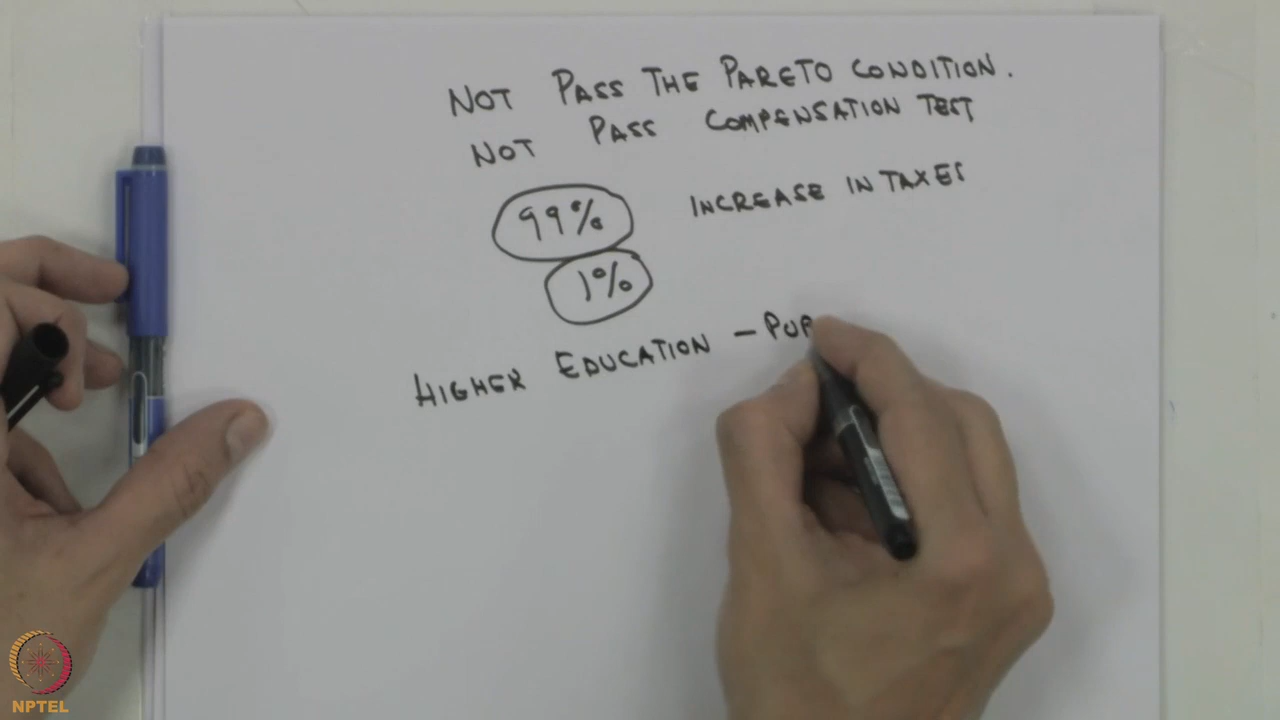 NOT PASS THE PARETO CONDITION.
NOT PASS COMPENSATION TEST
99% INCREASE IN TAXES
1%
HIGHER EDUCATION -
NPTEL